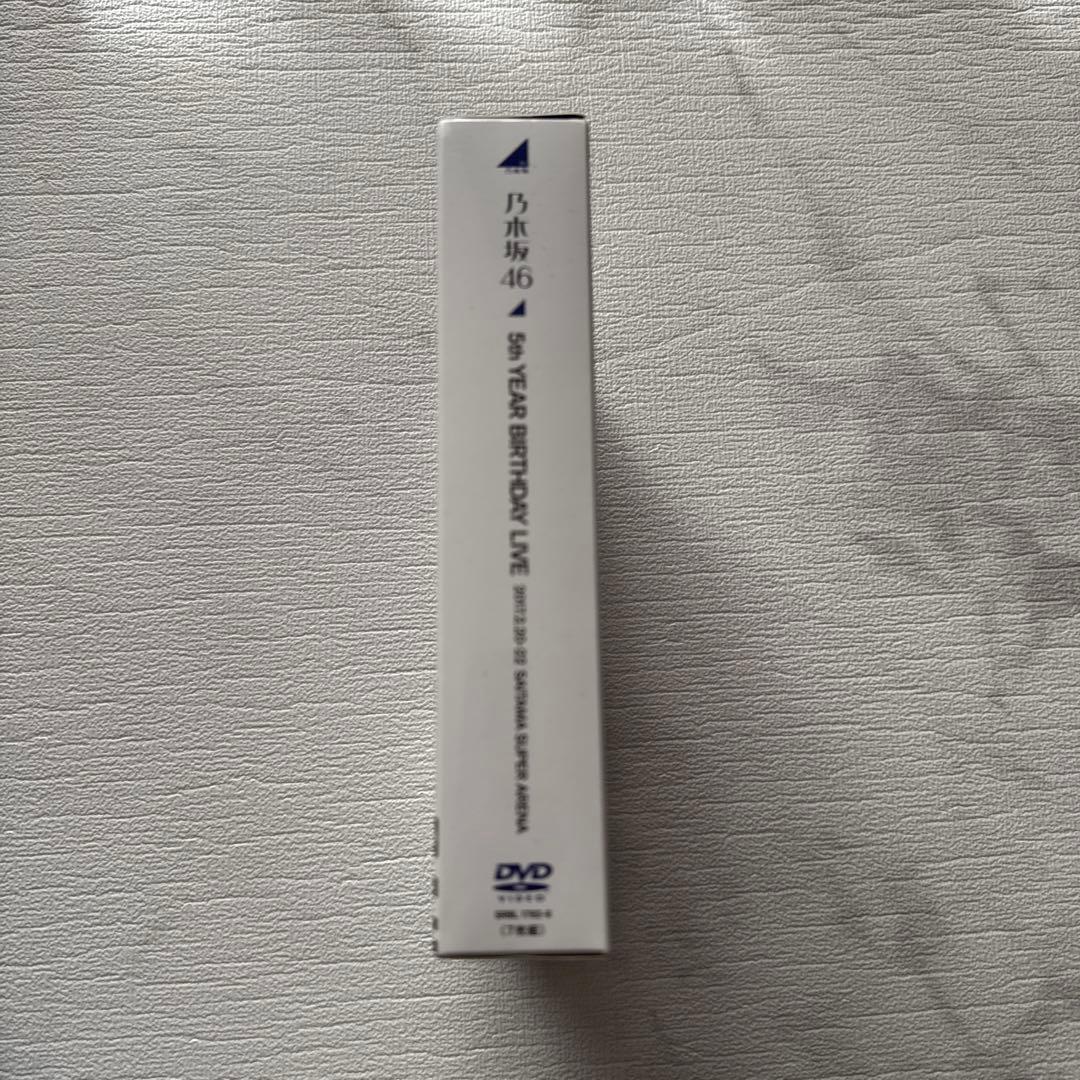 乃木坂46
5th YEAR BIRTHDAY LIVE
2017.2.20-22 SAITAMA SUPER ARENA
DVD
VIDEO
(7枚組)